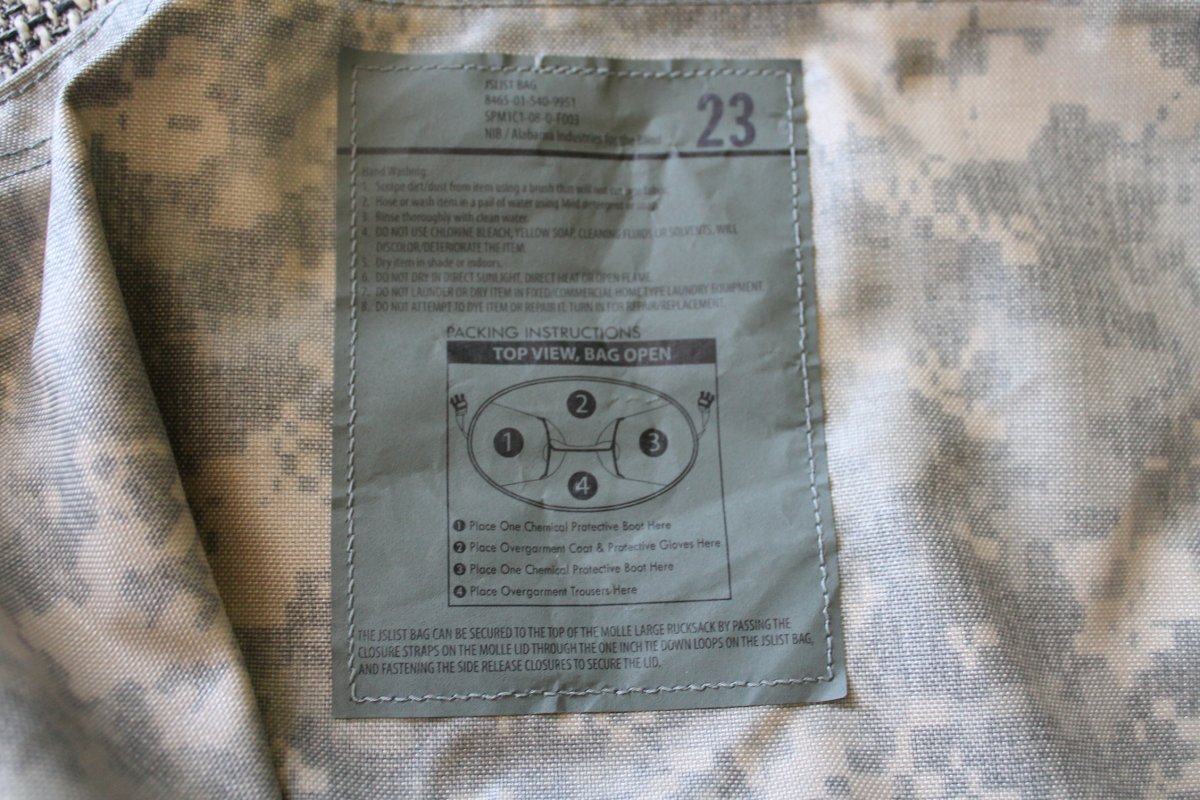 JSLIST BAG
8465-01-540-9951
SPM1C1-08-D-F003
NIB / Alabama Industries for the Blind
23
Hand Washing:
1. Scrape dirt/dust from item using a brush that will not cut
2. Hose or wash item in a pail of water using Mild detergent or soap.
3. Rinse thoroughly with clean water.
4. DO NOT USE CHLORINE BLEACH, YELLOW SOAP, CLEANING FLUIDS OR SOLVENTS, WILL
DISCOLOR/DETERIORATE THE ITEM.
5. Dry item in shade or indoors.
6. DO NOT DRY IN DIRECT SUNLIGHT, DIRECT HEAT OR OPEN FLAME.
7. DO NOT LAUNDER OR DRY ITEM IN FIXED/COMMERCIAL HOME TYPE LAUNDRY EQUIPMENT.
8. DO NOT ATTEMPT TO DYE ITEM OR REPAIR IT, TURN IN FOR REPAIR/REPLACEMENT.
PACKING INSTRUCTIONS
TOP VIEW, BAG OPEN
2
1
3
4
1 Place One Chemical Protective Boot Here
2 Place Overgarment Coat & Protective Gloves Here
3 Place One Chemical Protective Boot Here
4 Place Overgarment Trousers Here
THE JSLIST BAG CAN BE SECURED TO THE TOP OF THE MOLLE LARGE RUCKSACK BY PASSING THE
CLOSURE STRAPS ON THE MOLLE LID THROUGH THE ONE INCH TIE DOWN LOOPS ON THE JSLIST BAG,
AND FASTENING THE SIDE RELEASE CLOSURES TO SECURE THE LID.